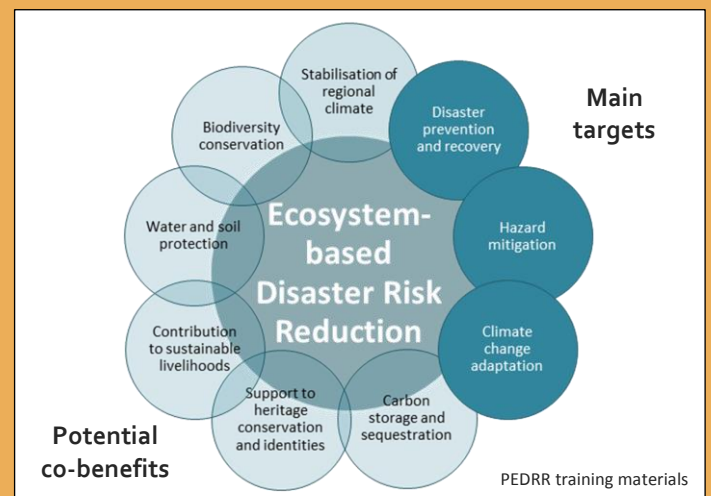 Stabilisation of
regional
climate
Disaster
prevention
and recovery
Main
targets
Biodiversity
conservation
Water and soil
protection
Ecosystem-
based
Disaster Risk
Reduction
Hazard
mitigation
Climate
change
adaptation
Contribution
to sustainable
livelihoods
Support to
heritage
conservation
and identities
Carbon
storage and
sequestration
Potential
co-benefits
PEDRR training materials